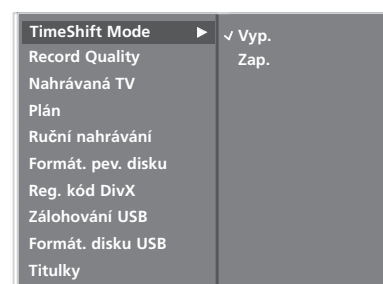 TimeShift Mode ► ✓ Vyp.
Record Quality Zap.
Nahrávaná TV
Plán
Ruční nahrávání
Formát. pev. disku
Reg. kód DivX
Zálohování USB
Formát. disku USB
Titulky